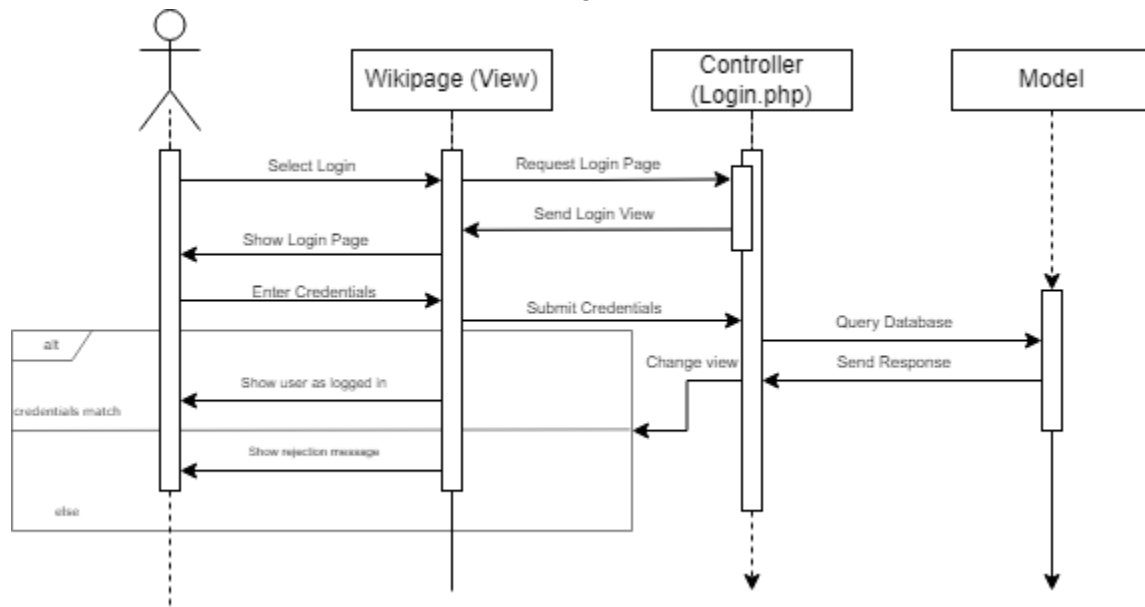 Wikipage (View)
Controller
(Login.php)
Model
Select Login
Request Login Page
Send Login View
Show Login Page
Enter Credentials
Submit Credentials
Query Database
alt
Change view
Send Response
Show user as logged in
credentials match
Show rejection message
else